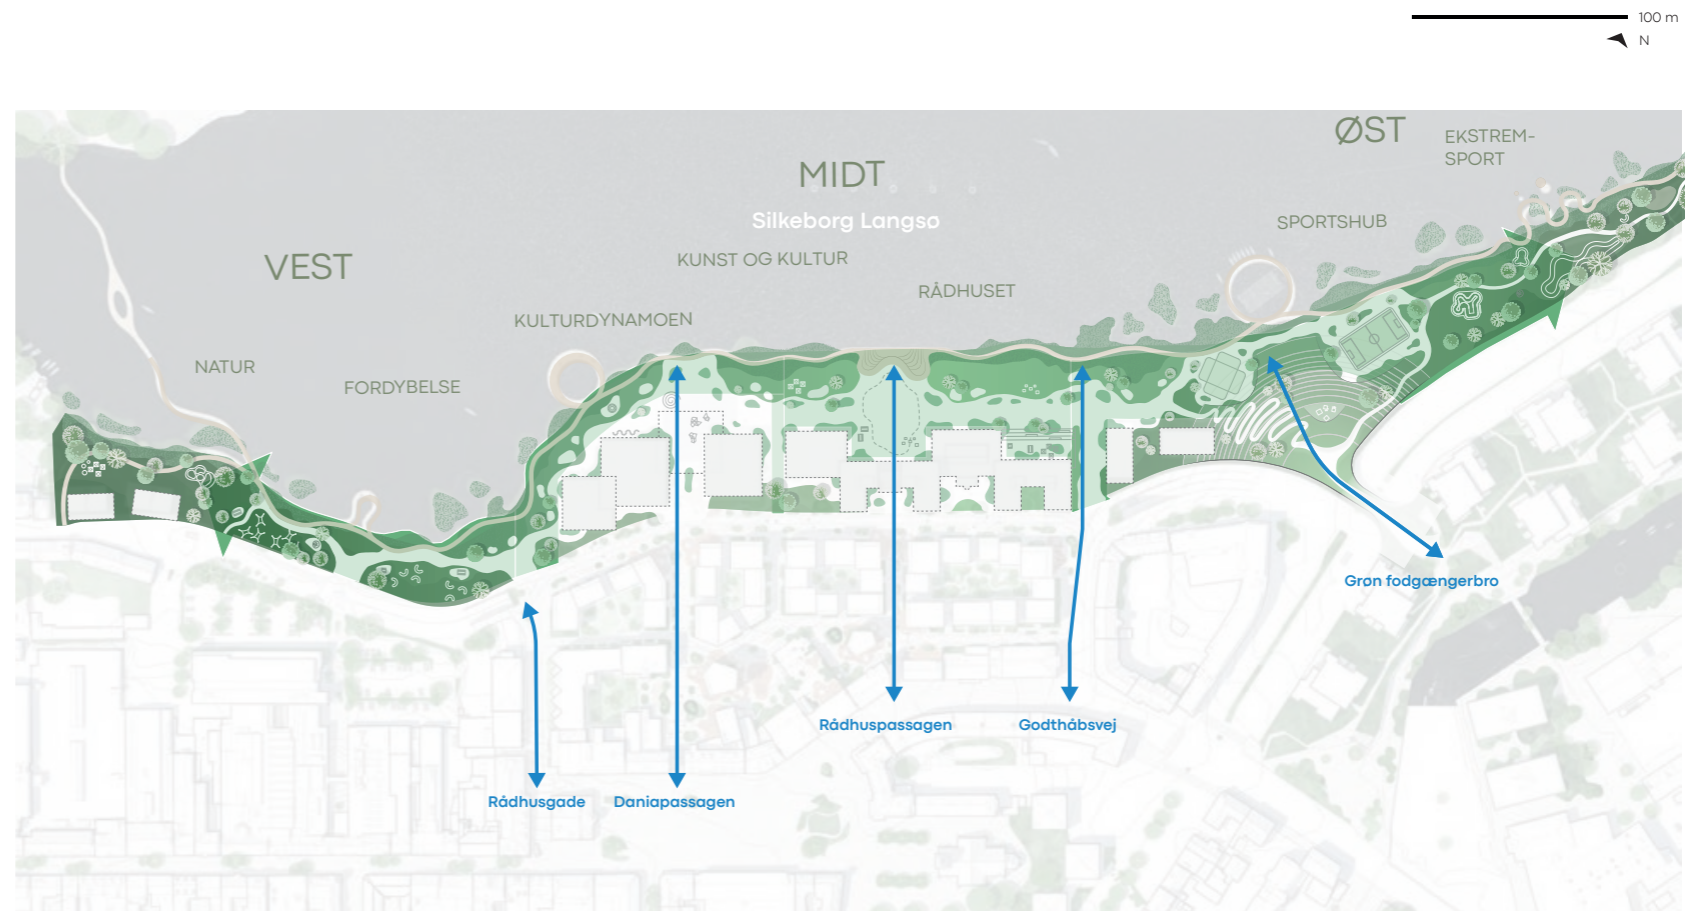 100 m
N
ØST
EKSTREM-
SPORT
MIDT
Silkeborg Langsø
SPORTSHUB
VEST
KUNST OG KULTUR
RÅDHUSET
KULTURDYNAMOEN
NATUR
FORDYBELSE
Grøn fodgængerbro
Rådhuspassagen
Godthåbsvej
Rådhusgade
Daniapassagen